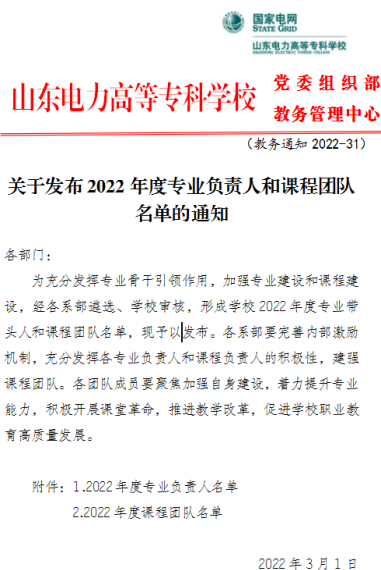 国家电网
STATE GRID
山东电力高等专科学校
SHANDONG ELECTRIC POWER COLLEGE
山东电力高等专科学校
党委组织部
教务管理中心
（教务通知 2022-31）
关于发布 2022 年度专业负责人和课程团队
名单的通知
各部门：
为充分发挥专业骨干引领作用，加强专业建设和课程建
设，经各系部遴选、学校审核，形成学校 2022 年度专业带
头人和课程团队名单，现予以发布。各系部要完善内部激励
机制，充分发挥各专业负责人和课程负责人的积极性，建强
课程团队。各团队成员要聚焦加强自身建设，着力提升专业
能力，积极开展课堂革命，推进教学改革，促进学校职业教
育高质量发展。
附件：1.2022 年度专业负责人名单
2.2022 年度课程团队名单
2022 年 3 月 1 日